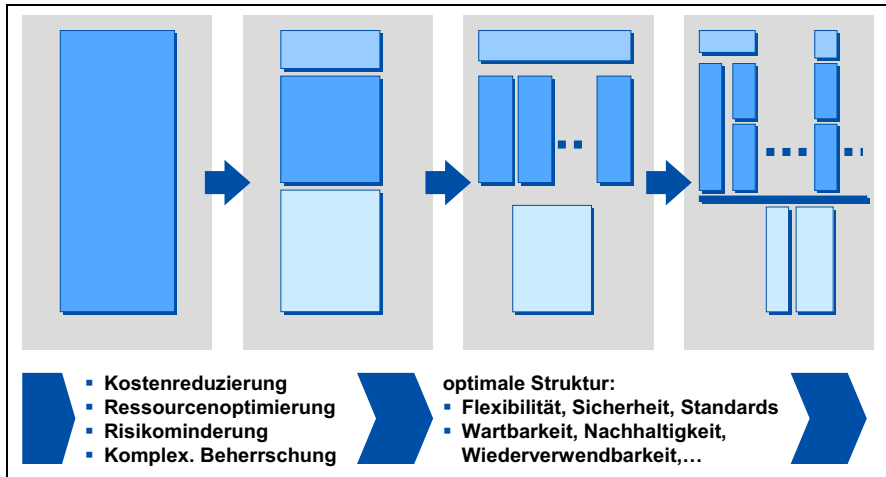 ▪ Kostenreduzierung
▪ Ressourcenoptimierung
▪ Risikominderung
▪ Komplex. Beherrschung
optimale Struktur:
▪ Flexibilität, Sicherheit, Standards
▪ Wartbarkeit, Nachhaltigkeit,
Wiederverwendbarkeit,…